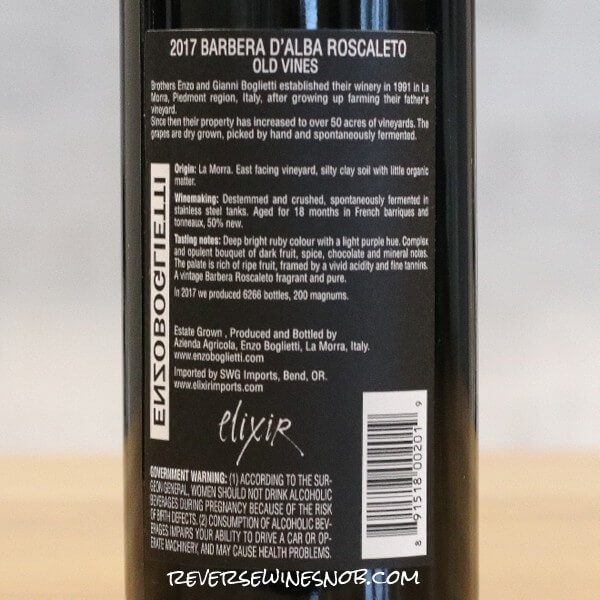 2017 BARBERA D'ALBA ROSCALETO
OLD VINES
Brothers Enzo and Gianni Boglietti established their winery in 1991 in La
Morra, Piedmont region, Italy, after growing up farming their father's
vineyard.
Since then their property has increased to over 50 acres of vineyards. The
grapes are dry grown, picked by hand and spontaneously fermented.
ENZOBOGLIETTI
Origin: La Morra. East facing vineyard, silty clay soil with little organic
matter.
Winemaking: Destemmed and crushed, spontaneously fermented in
stainless steel tanks. Aged for 18 months in French barriques and
tonneaux, 50% new.
Tasting notes: Deep bright ruby colour with a light purple hue. Complex
and opulent bouquet of dark fruit, spice, chocolate and mineral notes.
The palate is rich of ripe fruit, framed by a vivid acidity and fine tannins.
A vintage Barbera Roscaleto fragrant and pure.
In 2017 we produced 6266 bottles, 200 magnums.
Estate Grown , Produced and Bottled by
Azienda Agricola, Enzo Boglietti, La Morra, Italy.
www.enzoboglietti.com
Imported by SWG Imports, Bend, OR.
www.elixirimports.com
elixir
GOVERNMENT WARNING: (1) ACCORDING TO THE SUR-
GEON GENERAL, WOMEN SHOULD NOT DRINK ALCOHOLIC
BEVERAGES DURING PREGNANCY BECAUSE OF THE RISK
OF BIRTH DEFECTS. (2) CONSUMPTION OF ALCOHOLIC BEV-
ERAGES IMPAIRS YOUR ABILITY TO DRIVE A CAR OR OP-
ERATE MACHINERY, AND MAY CAUSE HEALTH PROBLEMS.
8 91518 00201 9
REVERSEWINESNOB.COM